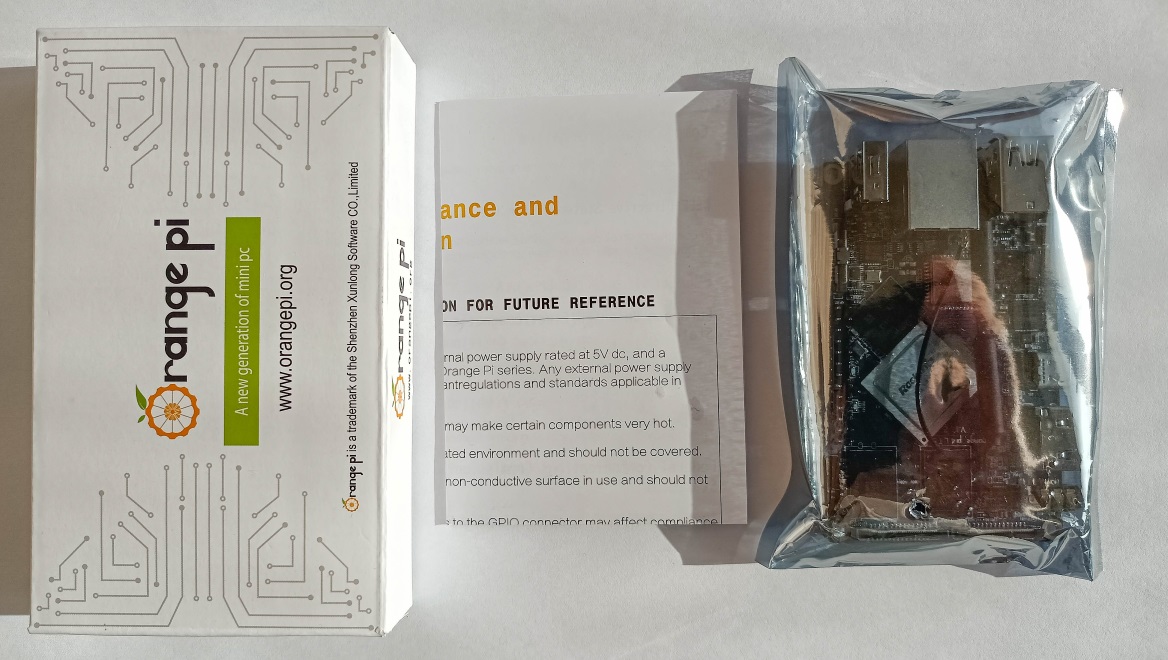 Orange pi
A new generation of mini pc
www.orangepi.org
Orange pi is a trademark of the Shenzhen Xunlong Software CO.,Limited
Orange pi
www.orangepi.org
ance and
n
ON FOR FUTURE REFERENCE
rnal power supply rated at 5V dc, and a
Orange Pi series. Any external power supply
antregulations and standards applicable in
may make certain components very hot.
ated environment and should not be covered.
non-conductive surface in use and should not
s to the GPIO connector may affect compliance